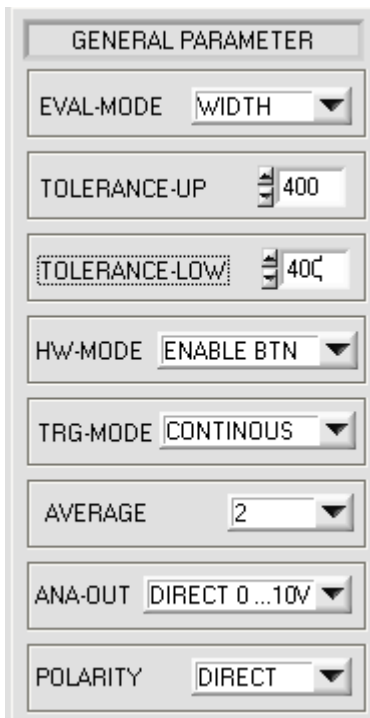 GENERAL PARAMETER
EVAL-MODE WIDTH
TOLERANCE-UP 400
TOLERANCE-LOW 400
HW-MODE ENABLE BTN
TRG-MODE CONTINOUS
AVERAGE 2
ANA-OUT DIRECT 0 ...10V
POLARITY DIRECT